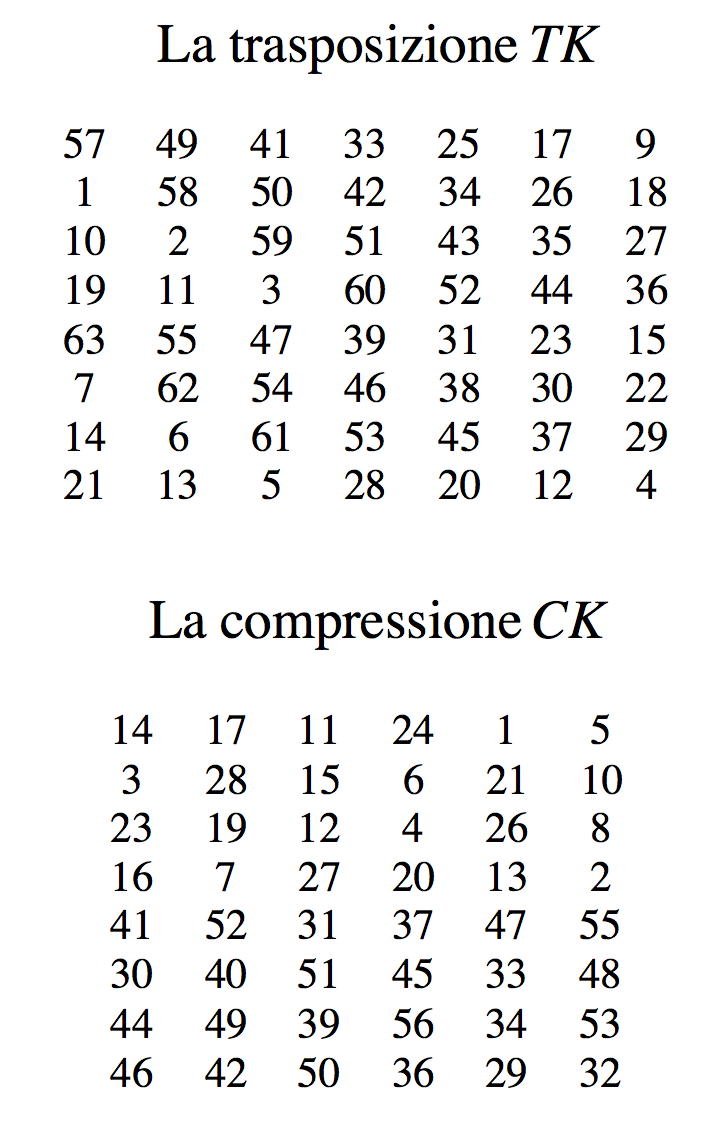 La trasposizione TK
57 49 41 33 25 17 9
1 58 50 42 34 26 18
10 2 59 51 43 35 27
19 11 3 60 52 44 36
63 55 47 39 31 23 15
7 62 54 46 38 30 22
14 6 61 53 45 37 29
21 13 5 28 20 12 4
La compressione CK
14 17 11 24 1 5
3 28 15 6 21 10
23 19 12 4 26 8
16 7 27 20 13 2
41 52 31 37 47 55
30 40 51 45 33 48
44 49 39 56 34 53
46 42 50 36 29 32